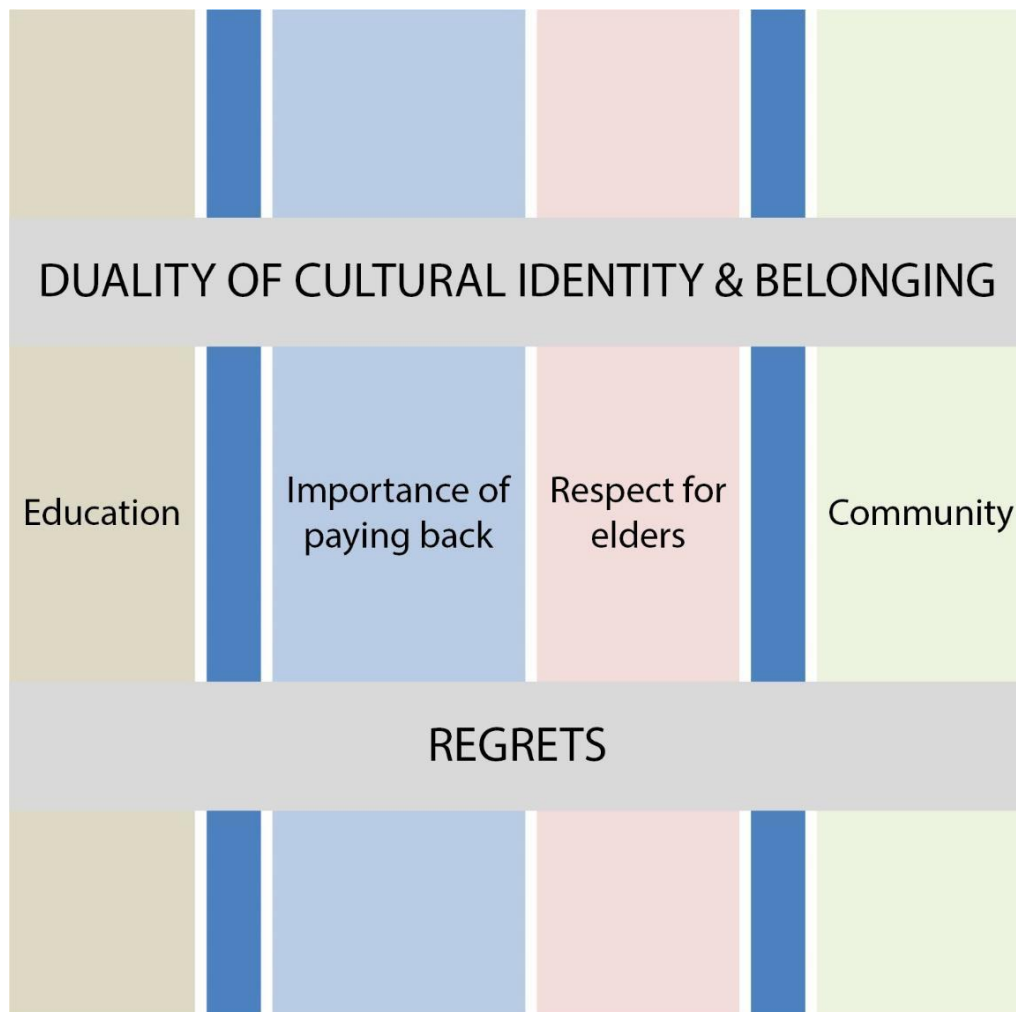 DUALITY OF CULTURAL IDENTITY & BELONGING
Education
Importance of
paying back
Respect for
elders
Community
REGRETS